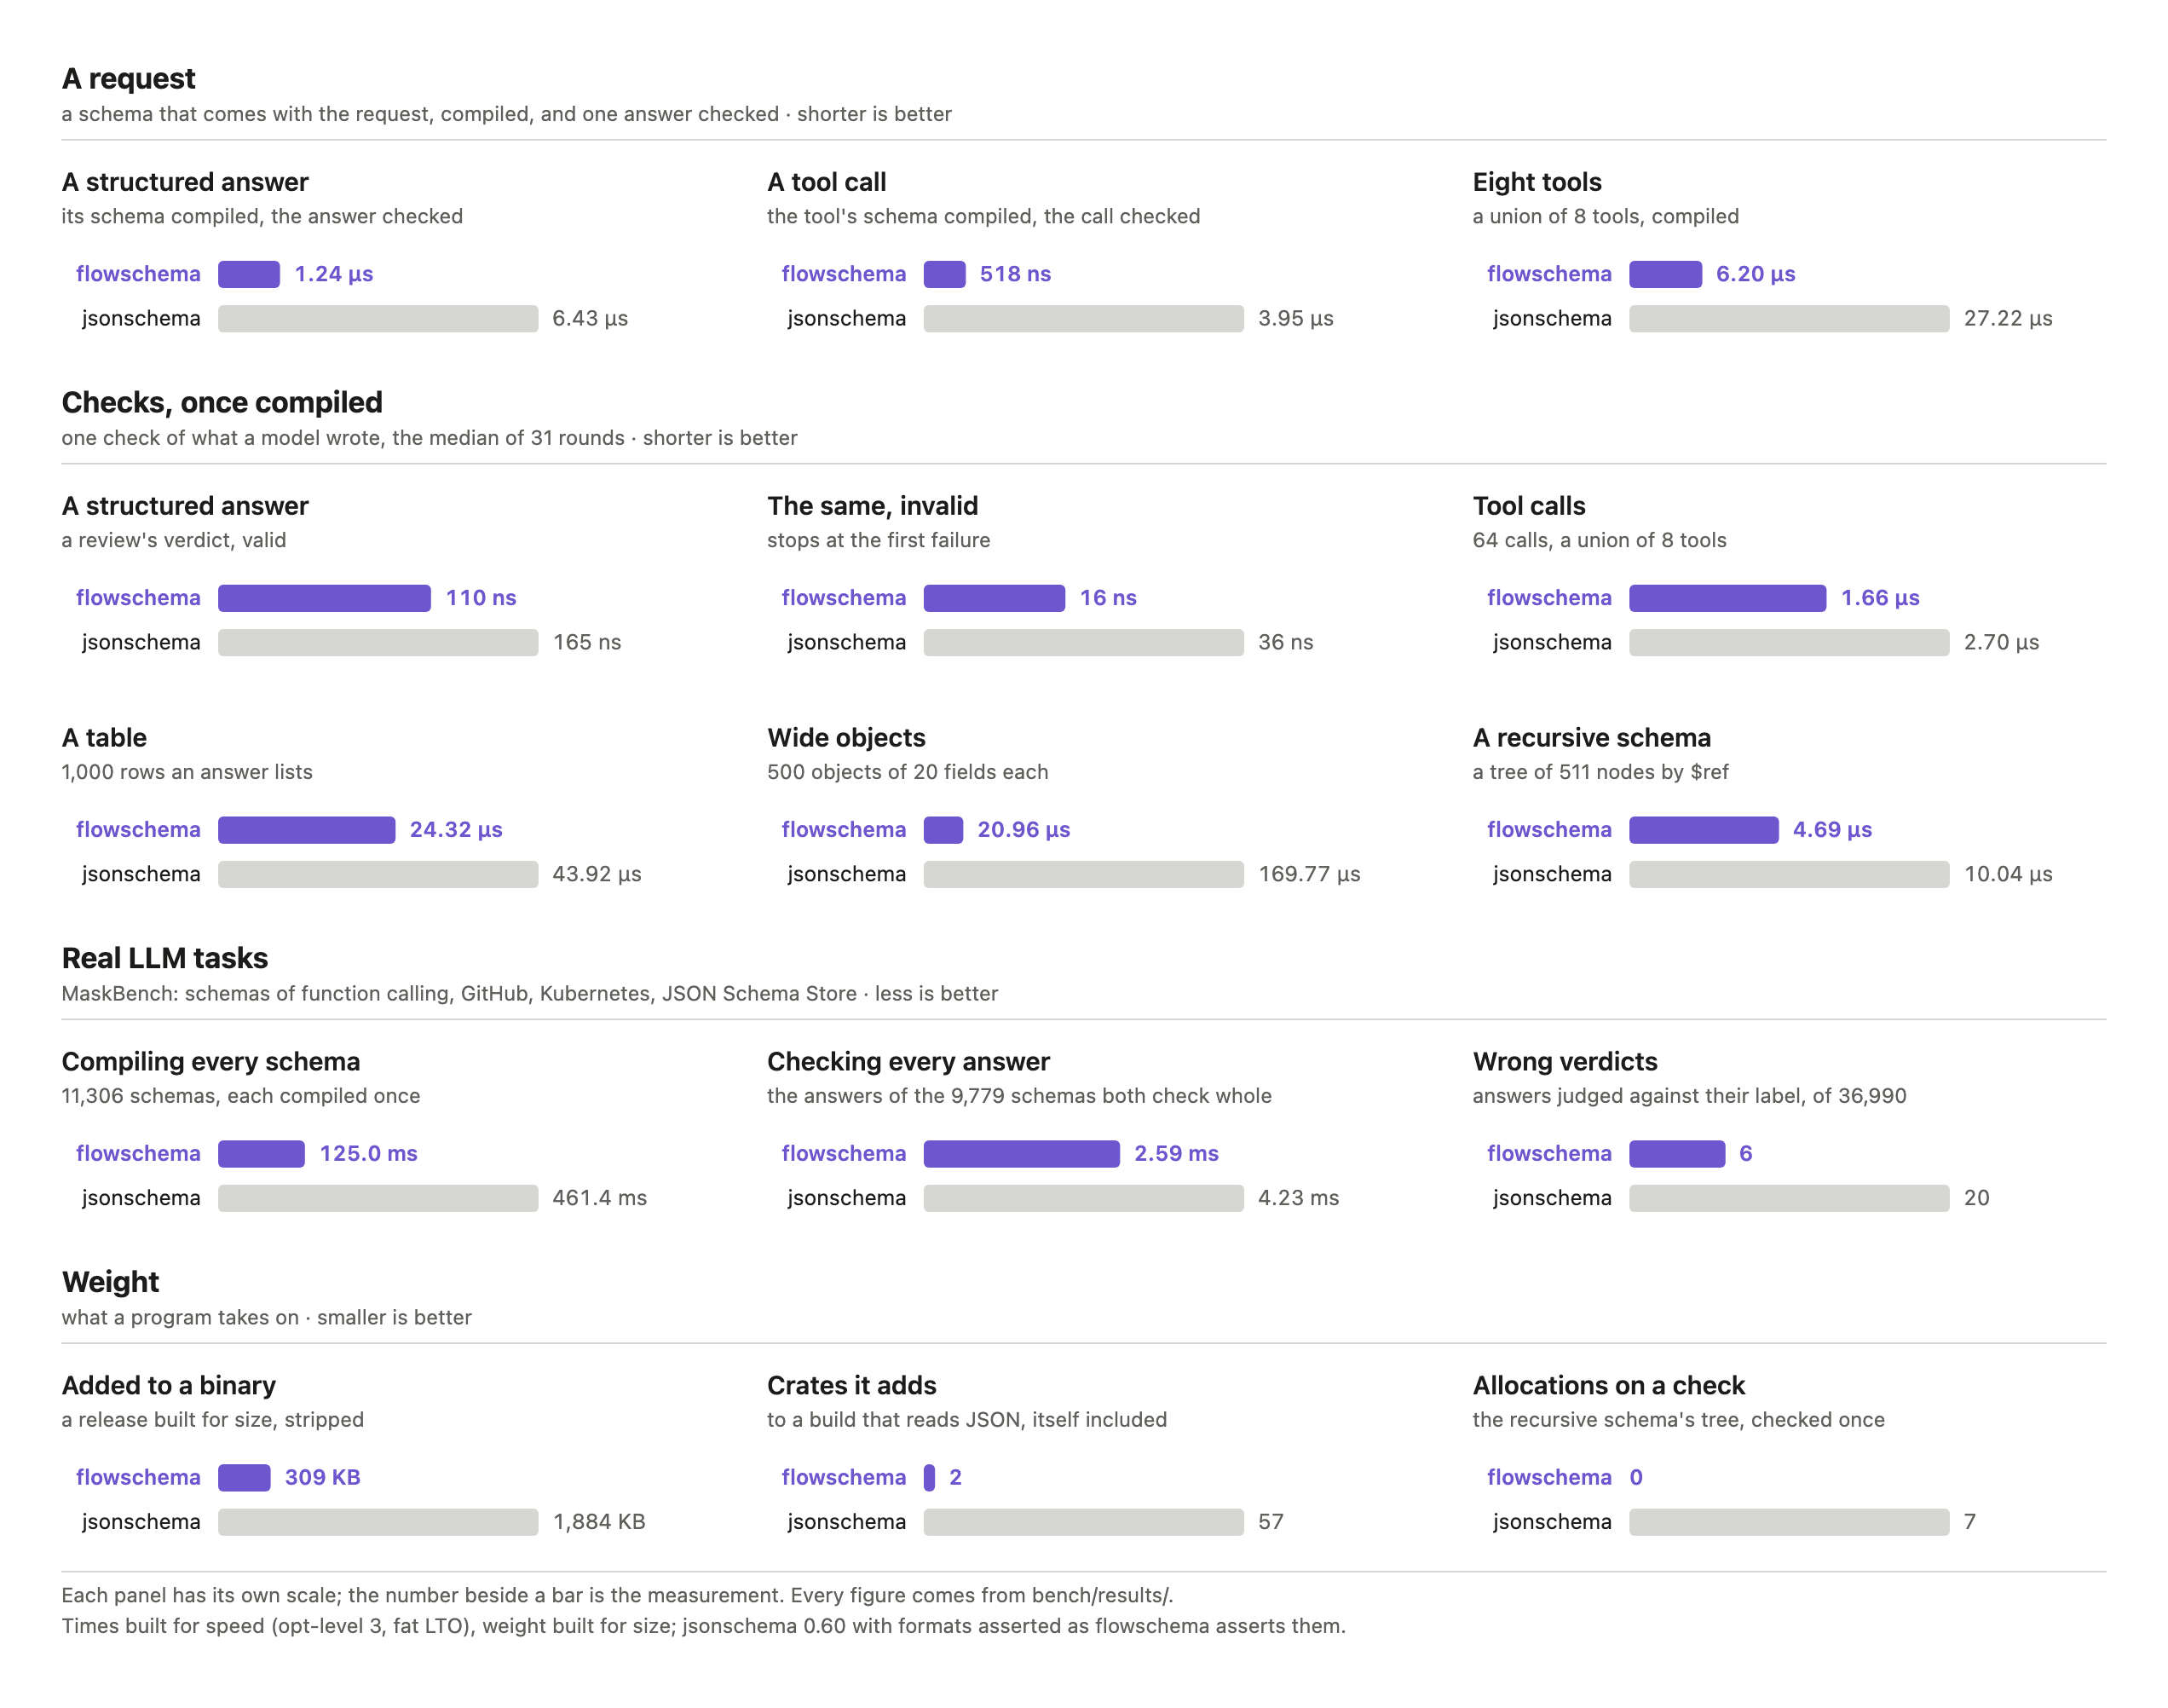 A request
a schema that comes with the request, compiled, and one answer checked · shorter is better
A structured answer
its schema compiled, the answer checked
flowschema 1.24 µs
jsonschema 6.43 µs
A tool call
the tool's schema compiled, the call checked
flowschema 518 ns
jsonschema 3.95 µs
Eight tools
a union of 8 tools, compiled
flowschema 6.20 µs
jsonschema 27.22 µs
Checks, once compiled
one check of what a model wrote, the median of 31 rounds · shorter is better
A structured answer
a review's verdict, valid
flowschema 110 ns
jsonschema 165 ns
The same, invalid
stops at the first failure
flowschema 16 ns
jsonschema 36 ns
Tool calls
64 calls, a union of 8 tools
flowschema 1.66 µs
jsonschema 2.70 µs
A table
1,000 rows an answer lists
flowschema 24.32 µs
jsonschema 43.92 µs
Wide objects
500 objects of 20 fields each
flowschema 20.96 µs
jsonschema 169.77 µs
A recursive schema
a tree of 511 nodes by $ref
flowschema 4.69 µs
jsonschema 10.04 µs
Real LLM tasks
MaskBench: schemas of function calling, GitHub, Kubernetes, JSON Schema Store · less is better
Compiling every schema
11,306 schemas, each compiled once
flowschema 125.0 ms
jsonschema 461.4 ms
Checking every answer
the answers of the 9,779 schemas both check whole
flowschema 2.59 ms
jsonschema 4.23 ms
Wrong verdicts
answers judged against their label, of 36,990
flowschema 6
jsonschema 20
Weight
what a program takes on · smaller is better
Added to a binary
a release built for size, stripped
flowschema 309 KB
jsonschema 1,884 KB
Crates it adds
to a build that reads JSON, itself included
flowschema 2
jsonschema 57
Allocations on a check
the recursive schema's tree, checked once
flowschema 0
jsonschema 7
Each panel has its own scale; the number beside a bar is the measurement. Every figure comes from bench/results/.
Times built for speed (opt-level 3, fat LTO), weight built for size; jsonschema 0.60 with formats asserted as flowschema asserts them.